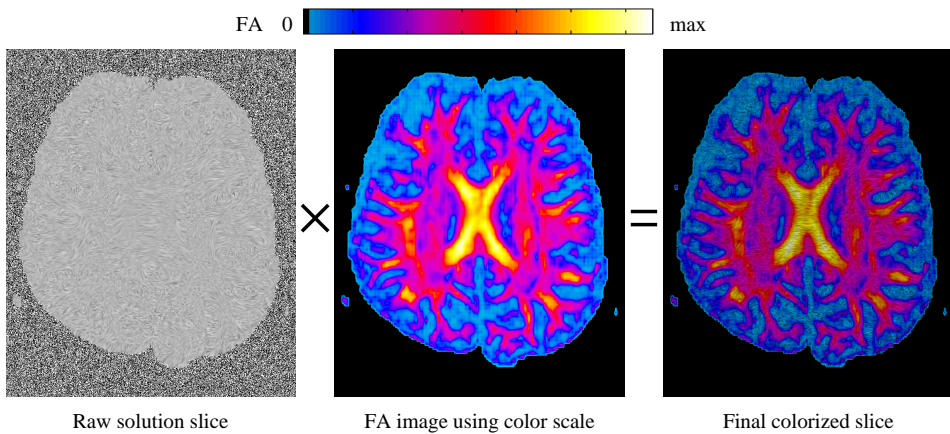 FA 0 max
× =
Raw solution slice FA image using color scale Final colorized slice